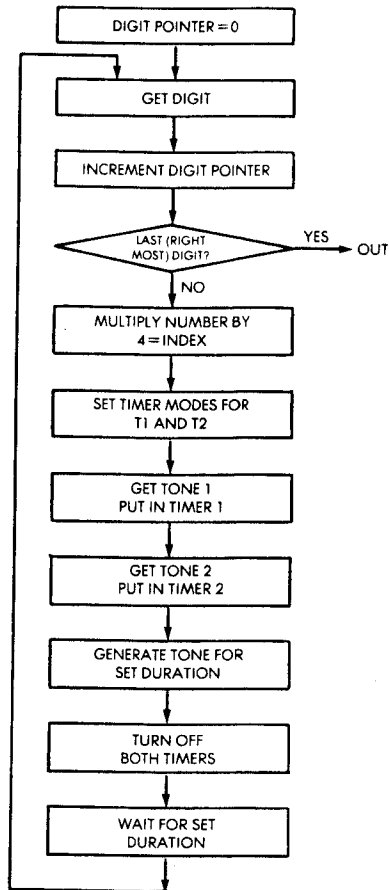 DIGIT POINTER = 0
GET DIGIT
INCREMENT DIGIT POINTER
LAST (RIGHT
MOST) DIGIT?
YES
OUT
NO
MULTIPLY NUMBER BY
4 = INDEX
SET TIMER MODES FOR
T1 AND T2
GET TONE 1
PUT IN TIMER 1
GET TONE 2
PUT IN TIMER 2
GENERATE TONE FOR
SET DURATION
TURN OFF
BOTH TIMERS
WAIT FOR SET
DURATION